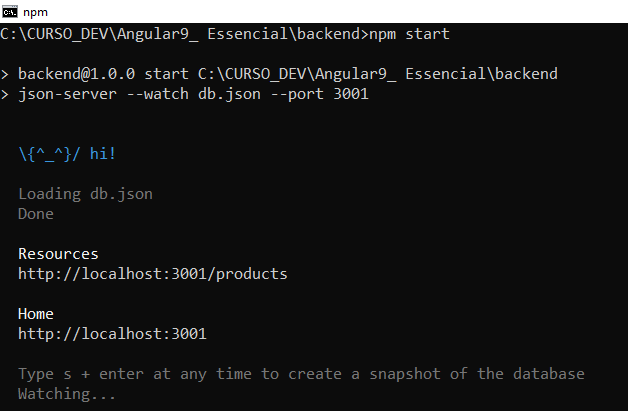 npm
C:\CURSO_DEV\Angular9_ Essencial\backend>npm start
> backend@1.0.0 start C:\CURSO_DEV\Angular9_ Essencial\backend
> json-server --watch db.json --port 3001
\{^_^}/ hi!
Loading db.json
Done
Resources
http://localhost:3001/products
Home
http://localhost:3001
Type s + enter at any time to create a snapshot of the database
Watching...